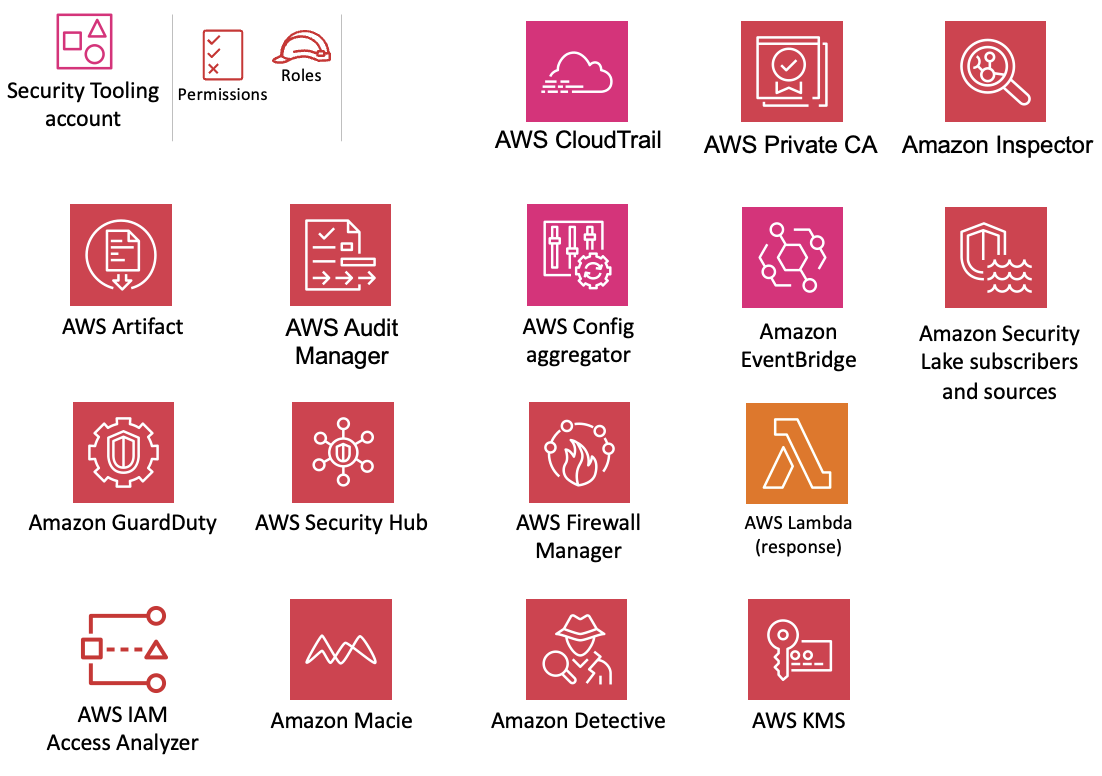 Security Tooling
account
Permissions
Roles
AWS CloudTrail
AWS Private CA
Amazon Inspector
AWS Artifact
AWS Audit
Manager
AWS Config
aggregator
Amazon
EventBridge
Amazon Security
Lake subscribers
and sources
Amazon GuardDuty
AWS Security Hub
AWS Firewall
Manager
AWS Lambda
(response)
AWS IAM
Access Analyzer
Amazon Macie
Amazon Detective
AWS KMS